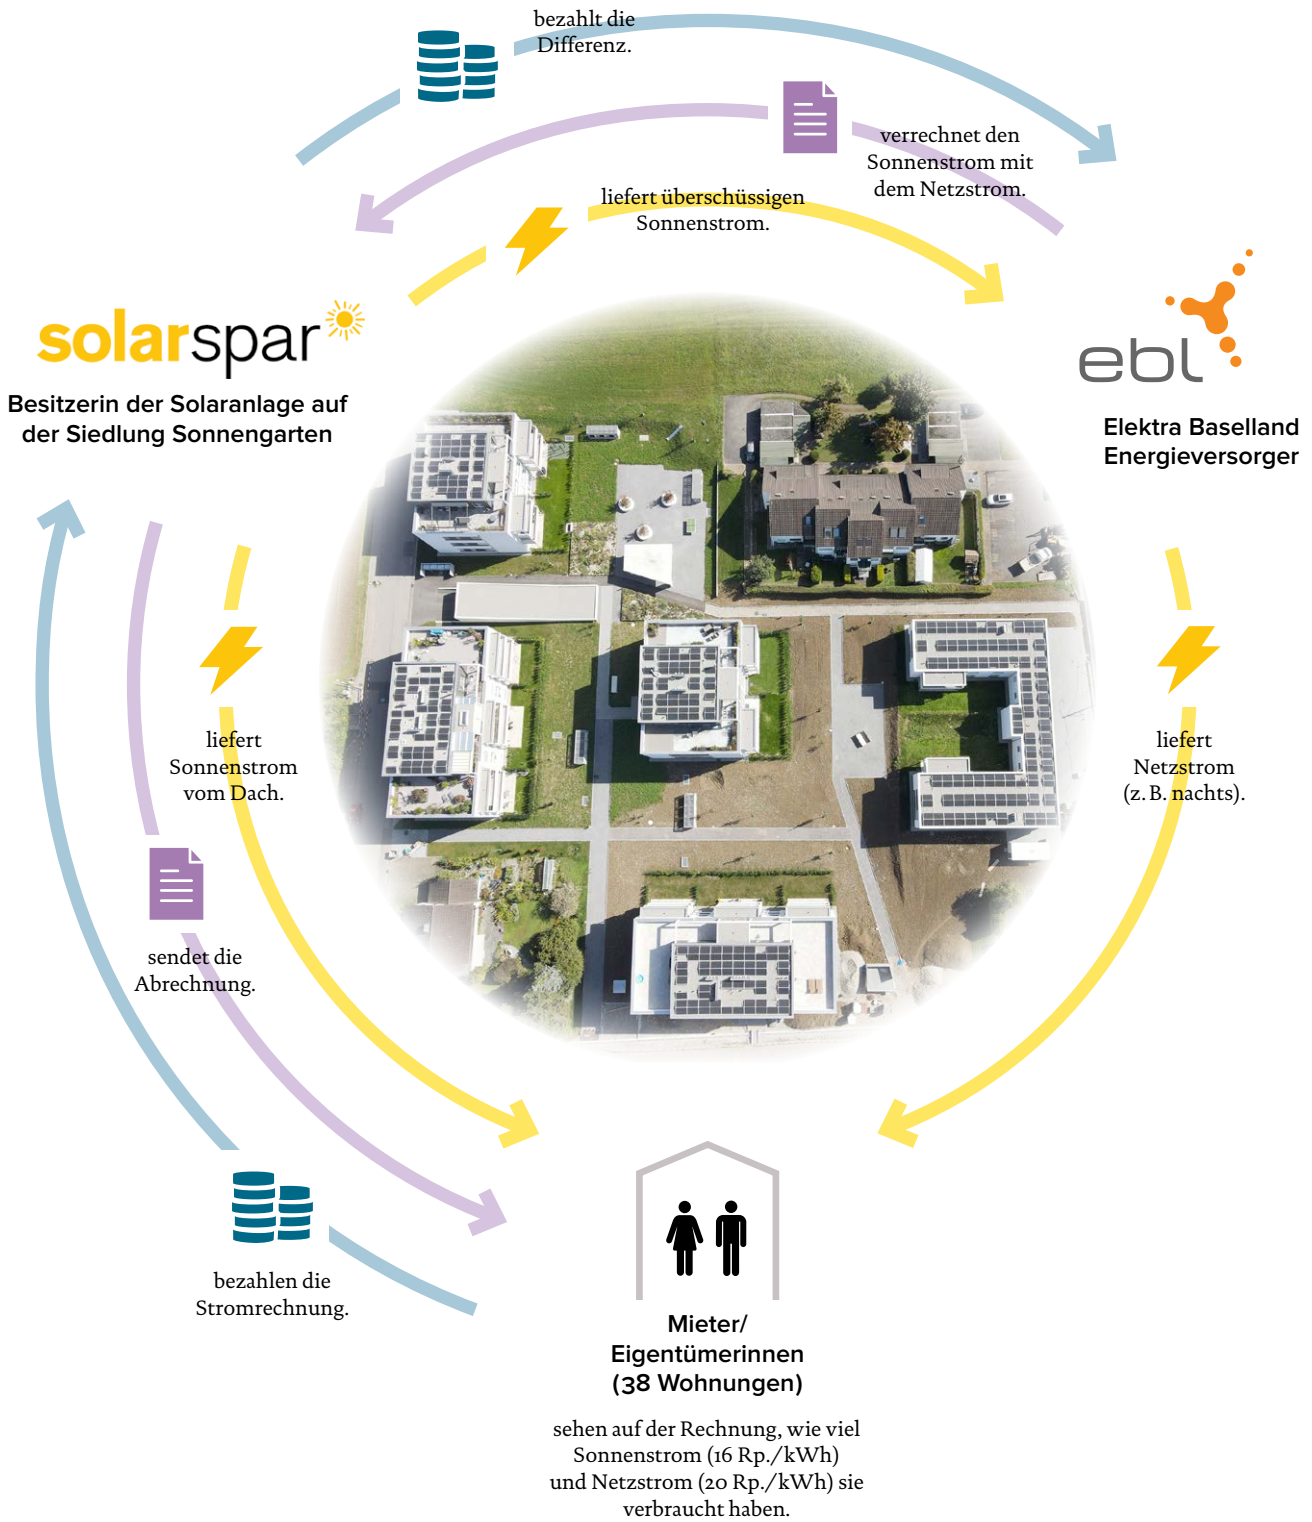 bezahlt die
Differenz.
verrechnet den
Sonnenstrom mit
dem Netzstrom.
liefert überschüssigen
Sonnenstrom.
solarspar
Besitzerin der Solaranlage auf
der Siedlung Sonnengarten
ebl
Elektra Baselland
Energieversorger
liefert
Sonnenstrom
vom Dach.
liefert
Netzstrom
(z. B. nachts).
sendet die
Abrechnung.
bezahlen die
Stromrechnung.
Mieter/
Eigentümerinnen
(38 Wohnungen)
sehen auf der Rechnung, wie viel
Sonnenstrom (16 Rp./kWh)
und Netzstrom (20 Rp./kWh) sie
verbraucht haben.